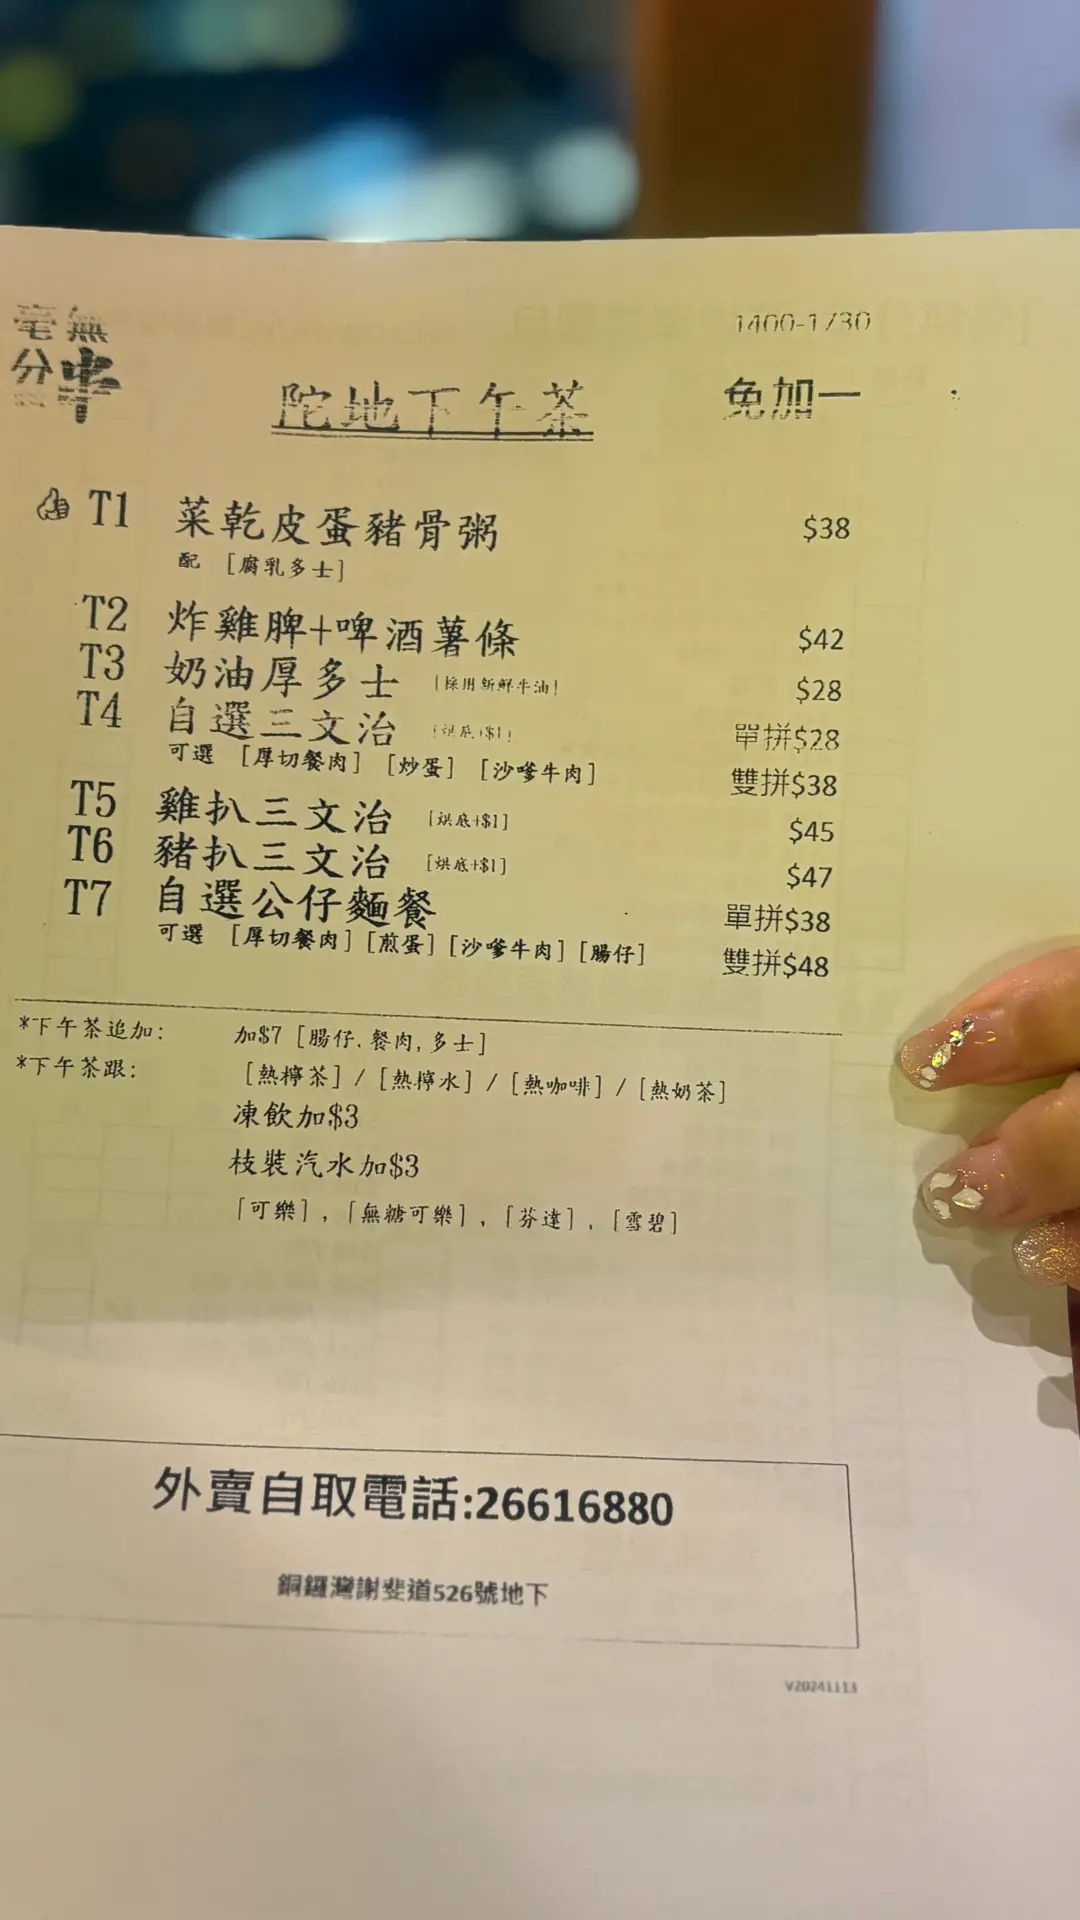 毫無
分串
1400-1730
陀地下午茶
免加一
T1 菜乾皮蛋豬骨粥 $38
配 [腐乳多士]
T2 炸雞脾+啤酒薯條 $42
T3 奶油厚多士 [採用新鮮牛油] $28
T4 自選三文治 [烘底+$1] 單拼$28
可選 [厚切餐肉] [炒蛋] [沙嗲牛肉] 雙拼$38
T5 雞扒三文治 [烘底+$1] $45
T6 豬扒三文治 [烘底+$1] $47
T7 自選公仔麵餐 單拼$38
可選 [厚切餐肉] [煎蛋] [沙嗲牛肉] [腸仔] 雙拼$48
*下午茶追加: 加$7 [腸仔.餐肉,多士]
*下午茶跟: [熱檸茶] / [熱檸水] / [熱咖啡] / [熱奶茶]
凍飲加$3
枝裝汽水加$3
[可樂] , [無糖可樂] , [芬達] , [雪碧]
外賣自取電話:26616880
銅鑼灣謝斐道526號地下
V20241113